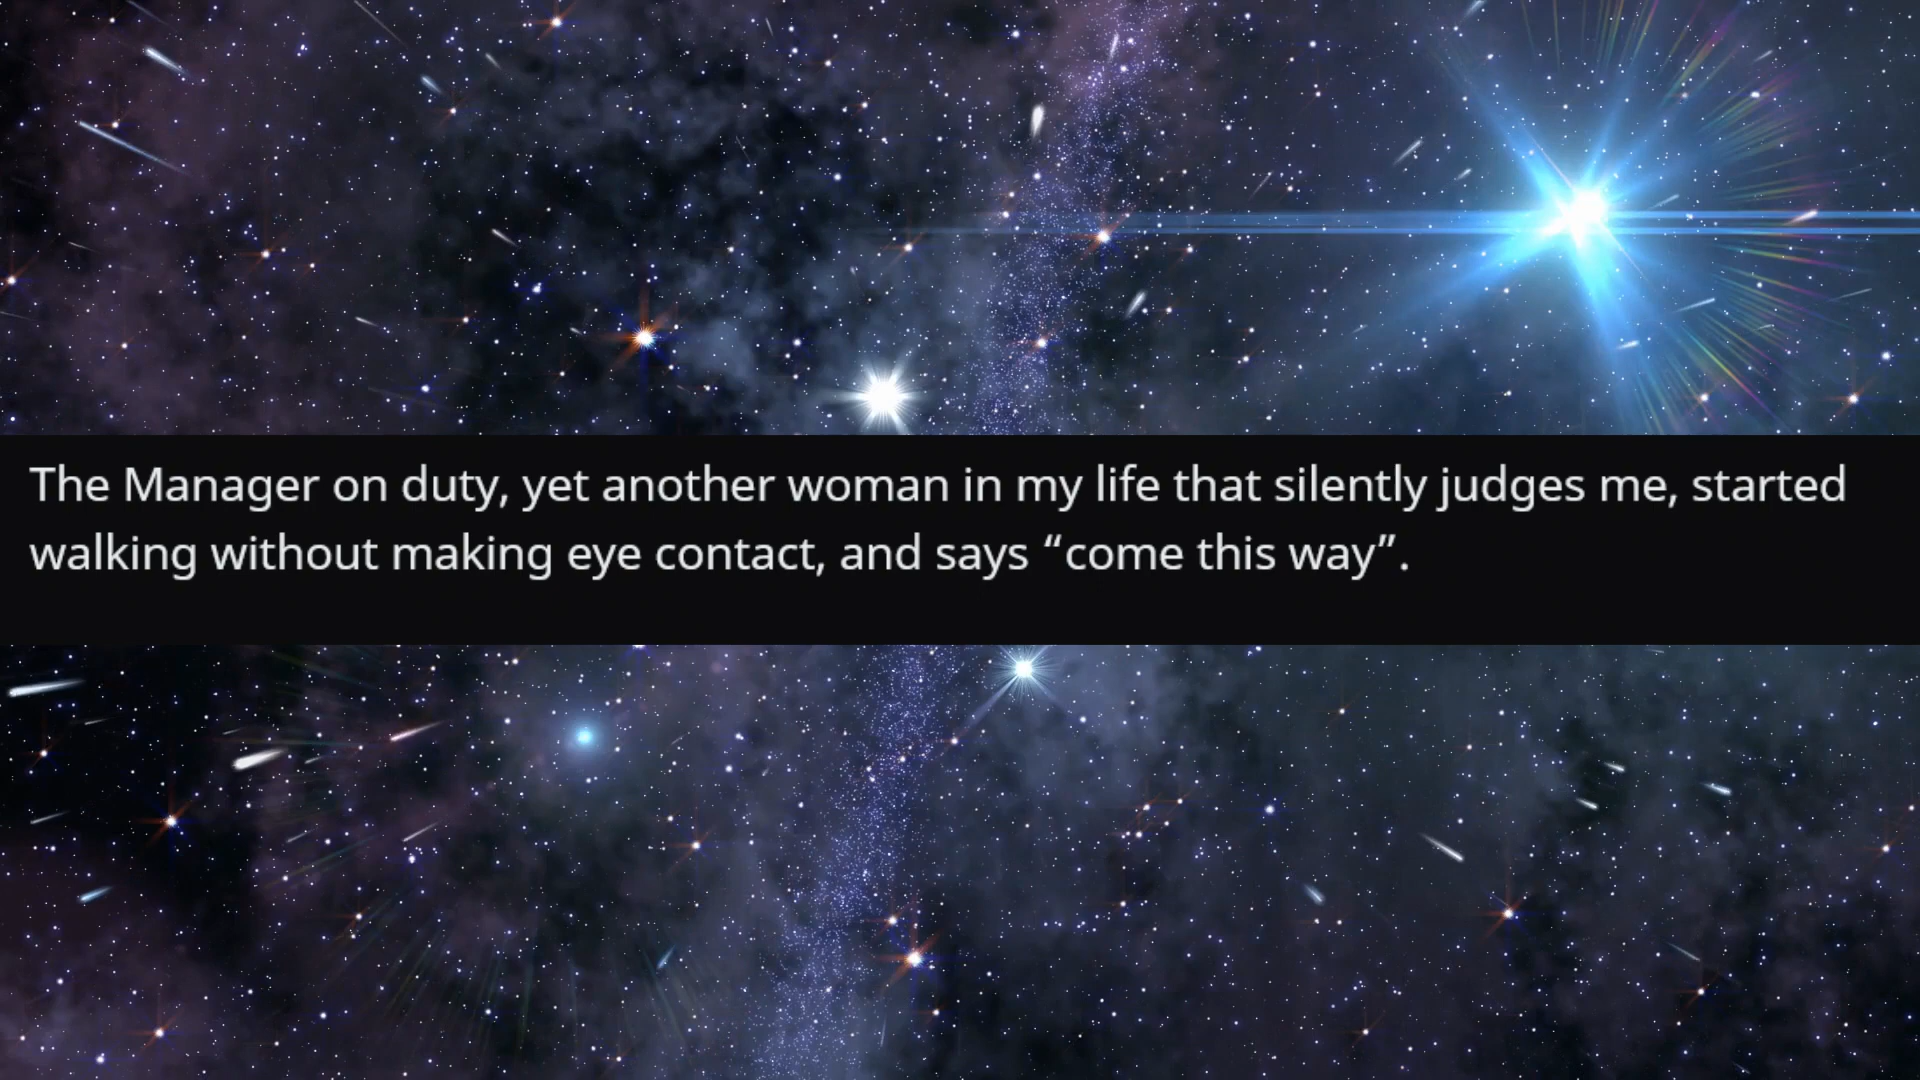 The Manager on duty, yet another woman in my life that silently judges me, started
walking without making eye contact, and says “come this way”.